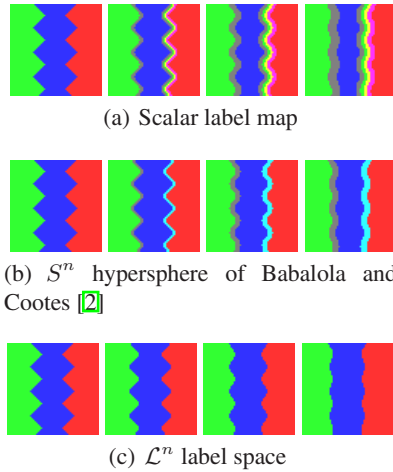 (a) Scalar label map
(b) Sⁿ hypersphere of Babalola and
Cootes [2]
(c) ℒⁿ label space